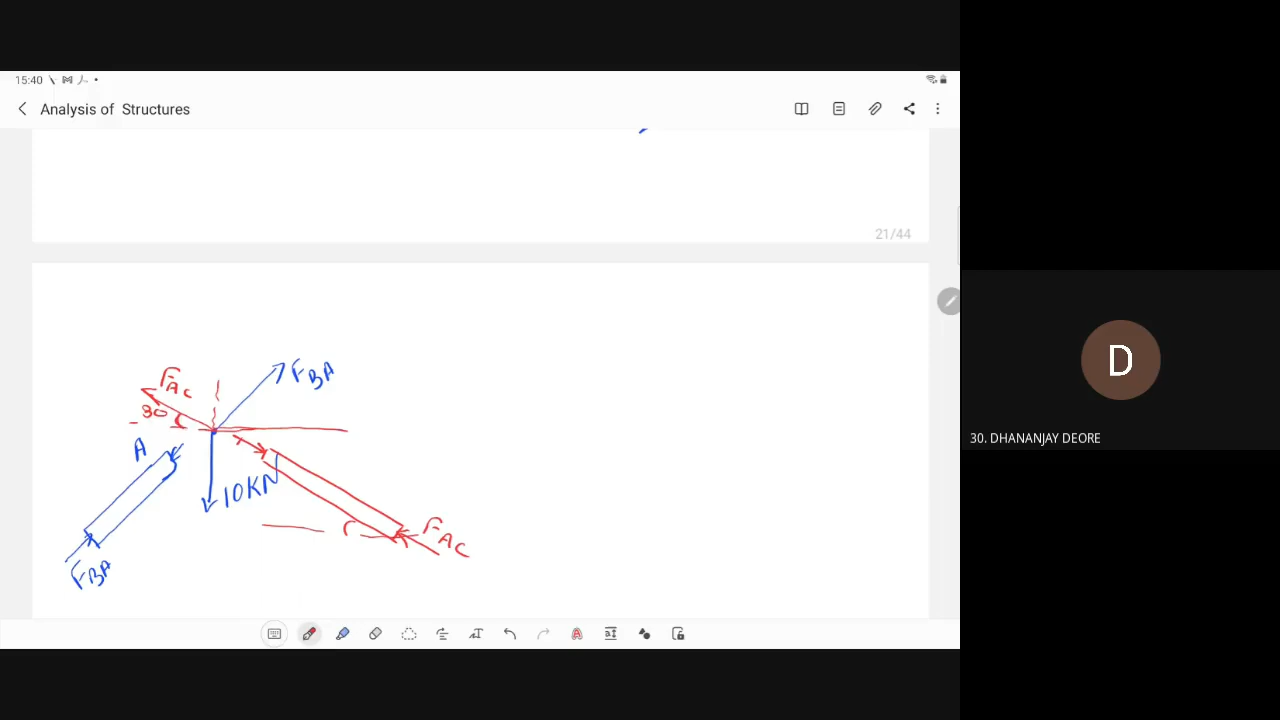 15:40
Analysis of Structures
21/44
FAC
FBA
30
A
10KN
FAC
FBA
D
30. DHANANJAY DEORE